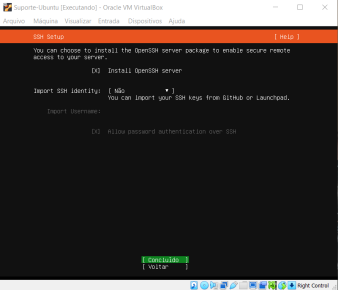 Suporte-Ubuntu [Executando] - Oracle VM VirtualBox
Arquivo Máquina Visualizar Entrada Dispositivos Ajuda
SSH Setup [ Help ]
You can choose to install the OpenSSH server package to enable secure remote
access to your server.
[X] Install OpenSSH server
Import SSH identity: [ Não ▾ ]
You can import your SSH keys from GitHub or Launchpad.
Import Username:
[X] Allow password authentication over SSH
[ Concluído ]
[ Voltar ]
Right Control